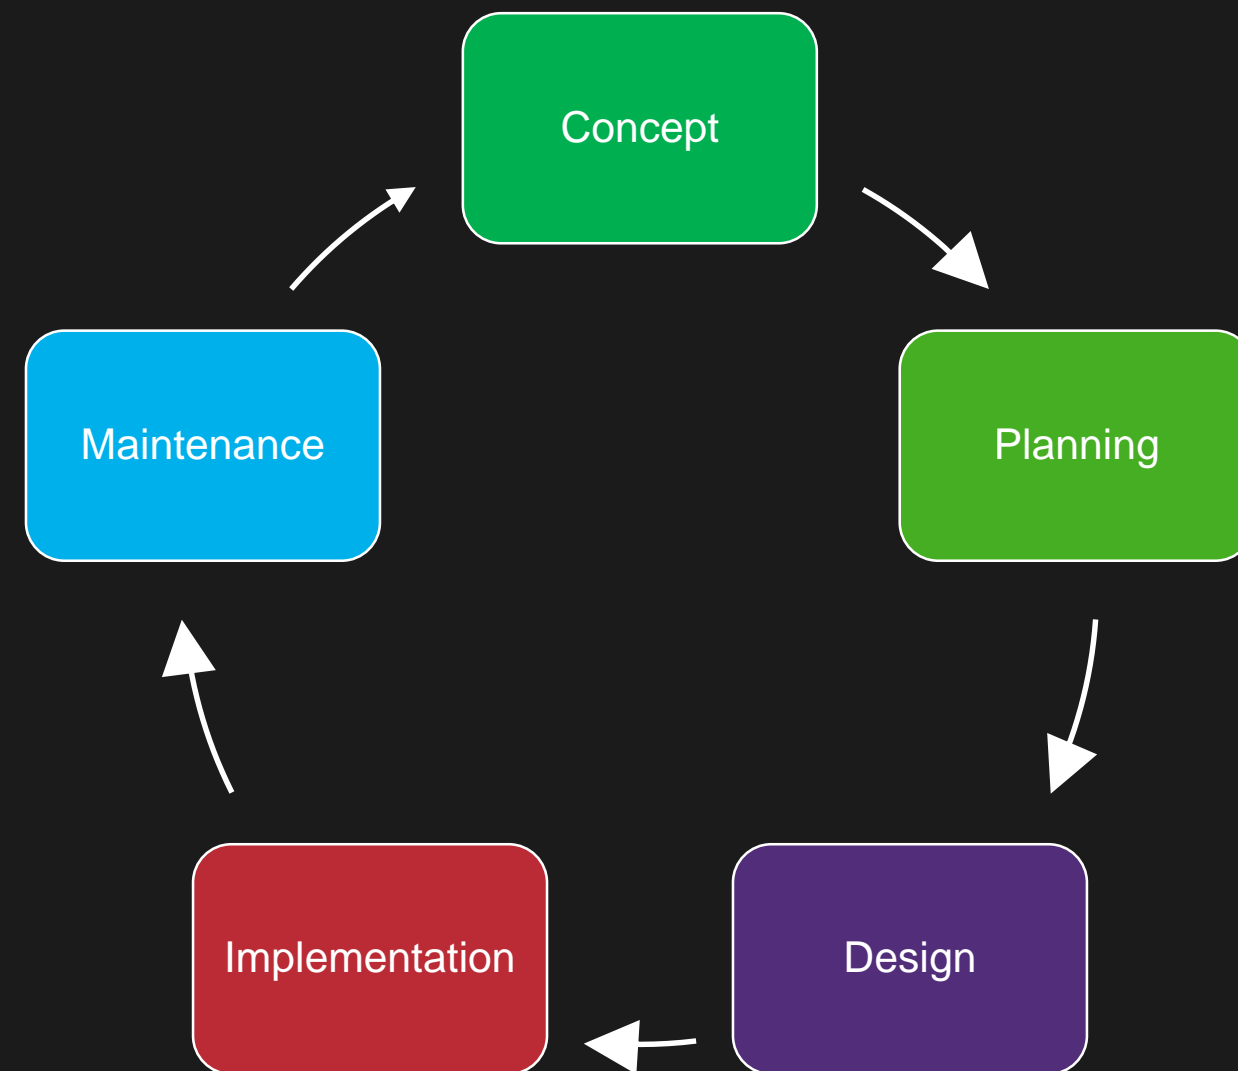 Concept
Planning
Design
Implementation
Maintenance